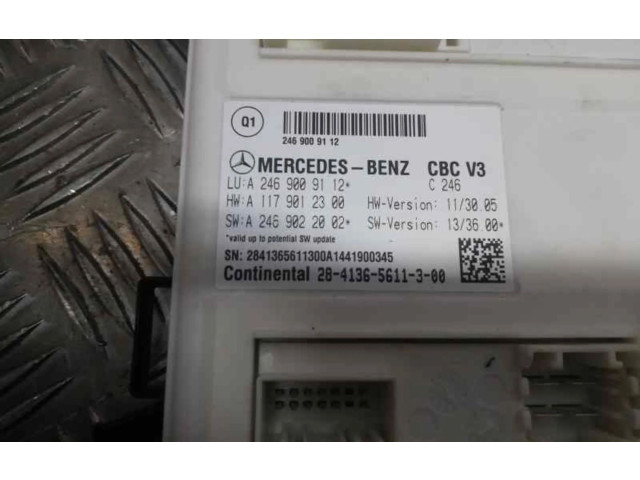 Q1
246 900 91 12
MERCEDES-BENZ CBC V3
LU:A 246 900 91 12* C 246
HW:A 117 901 23 00 HW-Version: 11/30.05
SW:A 246 902 20 02* SW-Version: 13/36.00*
*valid up to potential SW update
SN: 2841365611300A1441900345
Continental 28-4136-5611-3-00